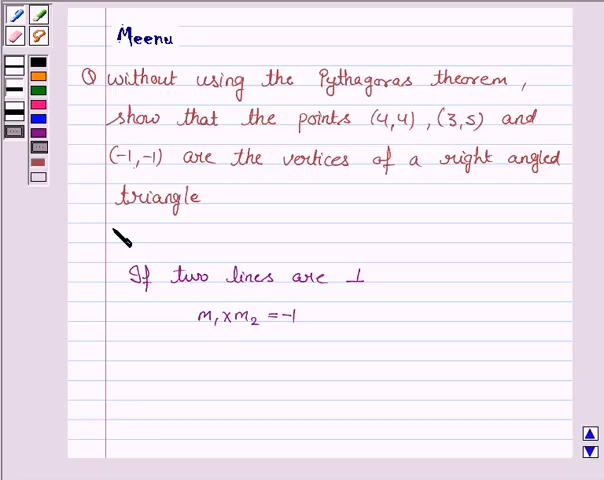 Meenu
Q without using the Pythagoras theorem,
show that the points (4,4), (3,5) and
(-1,-1) are the vertices of a right angled
triangle
If two lines are ⊥
m₁ × m₂ = -1